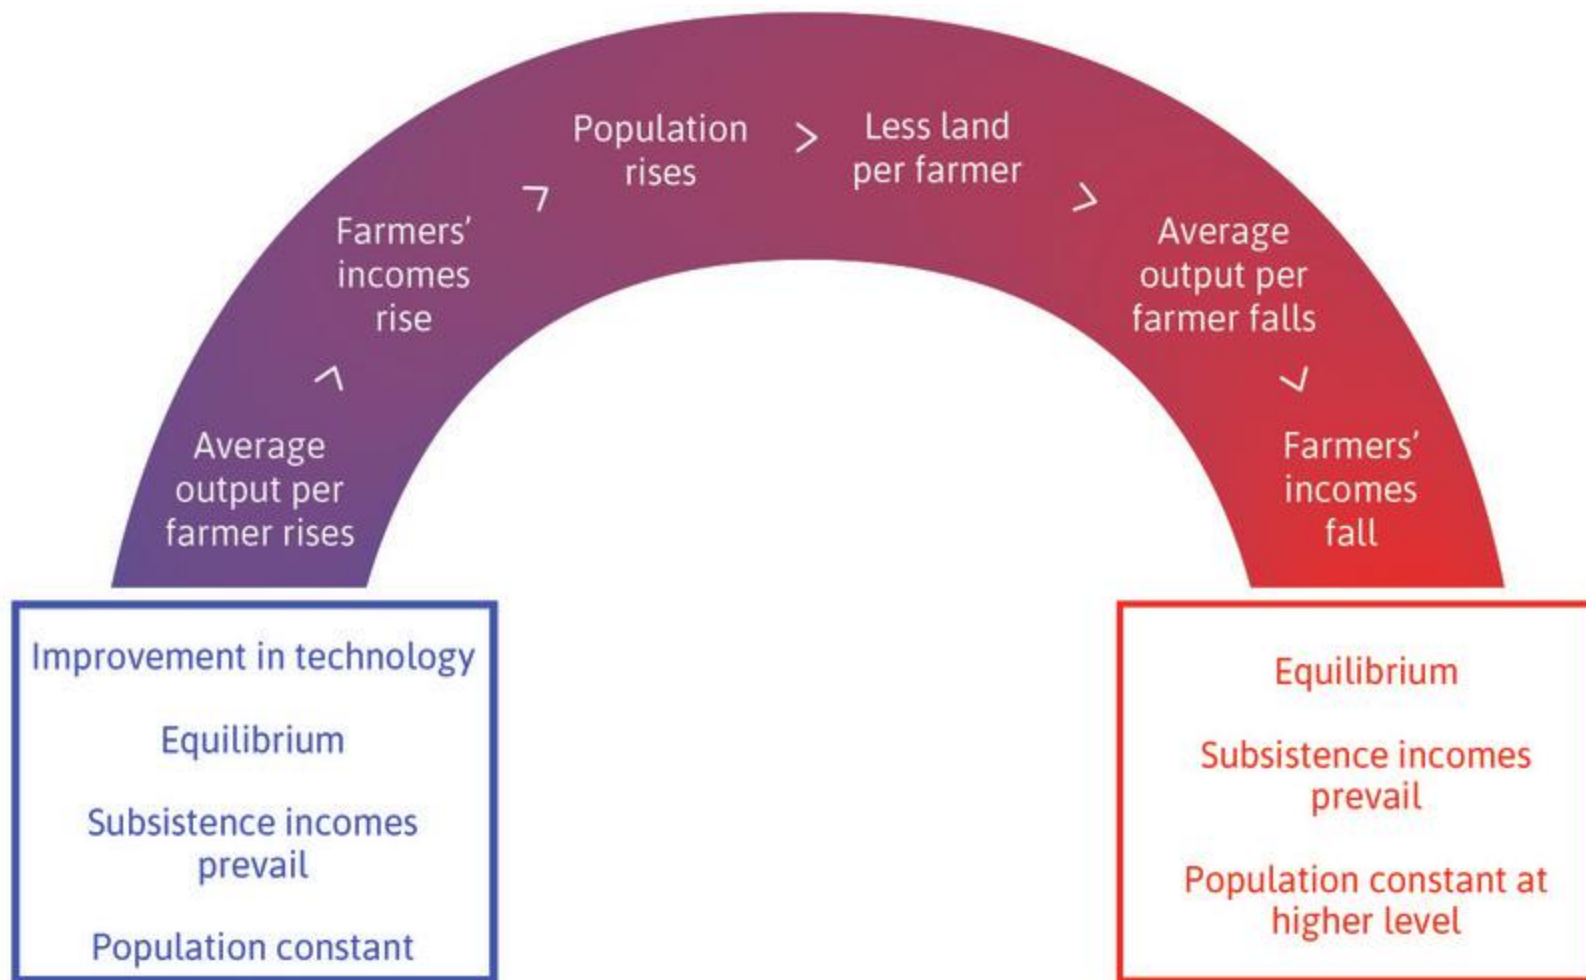 Average
output per
farmer rises
>
Farmers’
incomes
rise
>
Population
rises
>
Less land
per farmer
>
Average
output per
farmer falls
>
Farmers’
incomes
fall
Improvement in technology
Equilibrium
Subsistence incomes
prevail
Population constant
Equilibrium
Subsistence incomes
prevail
Population constant at
higher level